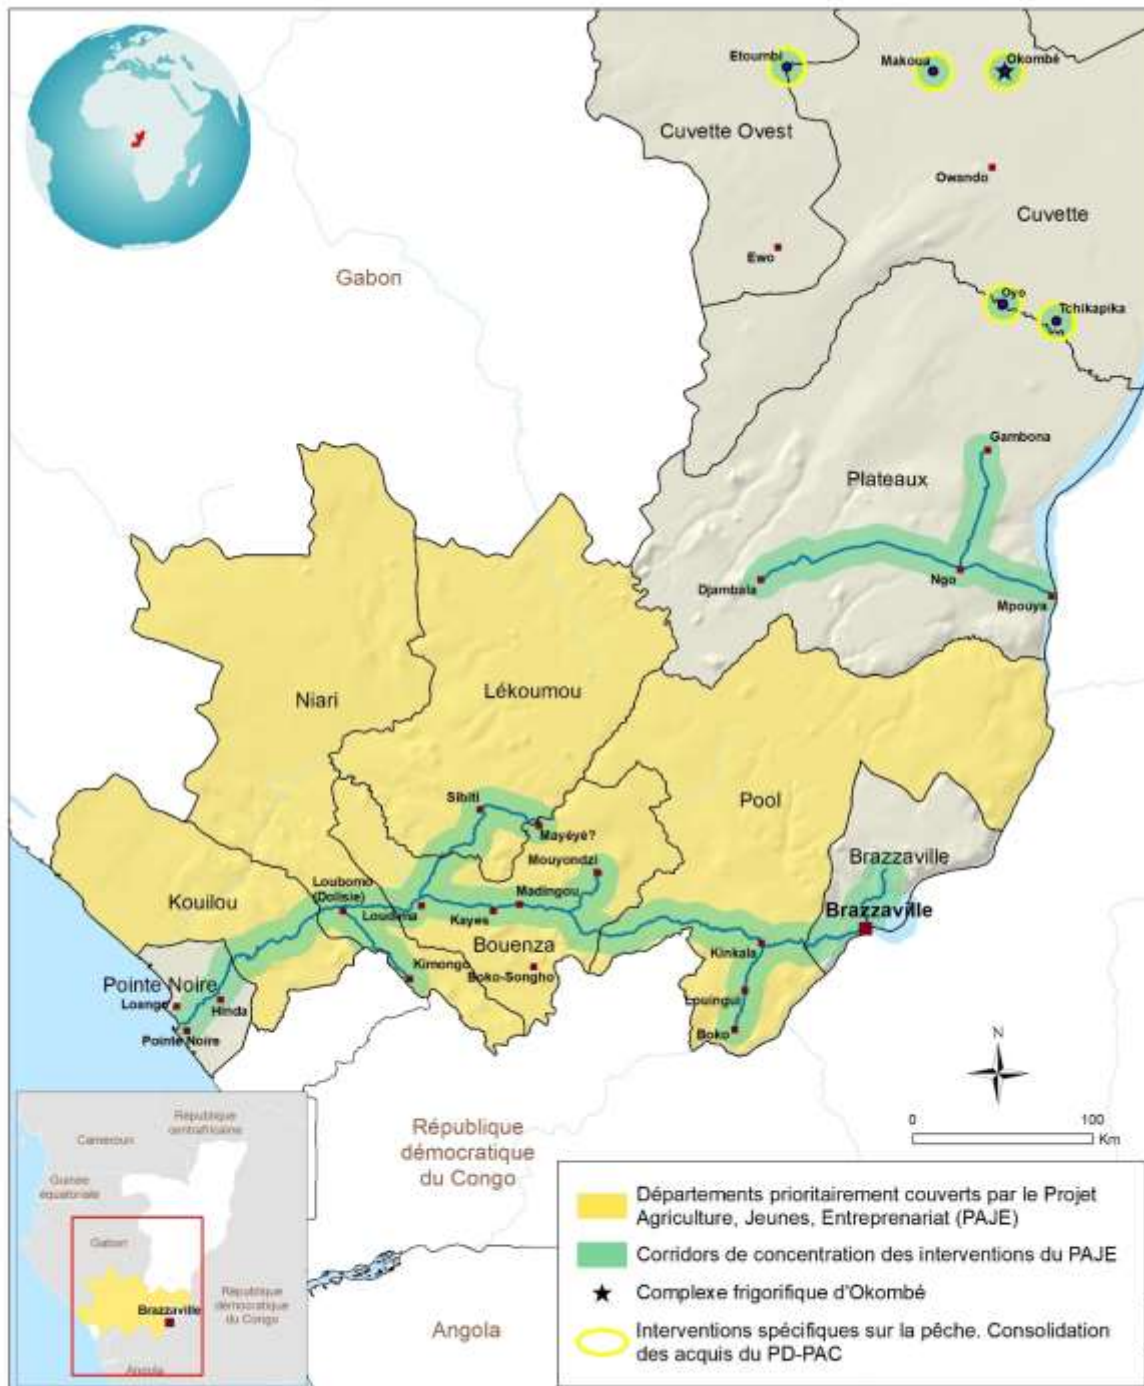 Etoumbi
Makoua
Okombé
Cuvette Ovest
Owando
Cuvette
Ewo
Gabon
Oyo
Tchikapika
Gambona
Plateaux
Djambala
Ngo
Mpouya
Niari
Lékoumou
Sibiti
Mayéyé?
Pool
Mouyondzi
Brazzaville
Loubomo
(Dolisie)
Madingou
Kouilou
Loudima
Kayes
Brazzaville
Bouenza
Kinkala
Kimongo
Boko-Songho
Pointe Noire
Loango
Hinda
Louingui
Pointe Noire
Boko
N
0 100
Km
République
démocratique
du Congo
Angola
République
centrafricaine
Cameroun
Guinée
équatoriale
Gabon
République
démocratique
du Congo
Brazzaville
Angola
Départements prioritairement couverts par le Projet
Agriculture, Jeunes, Entreprenariat (PAJE)
Corridors de concentration des interventions du PAJE
Complexe frigorifique d'Okombé
Interventions spécifiques sur la pêche. Consolidation
des acquis du PD-PAC